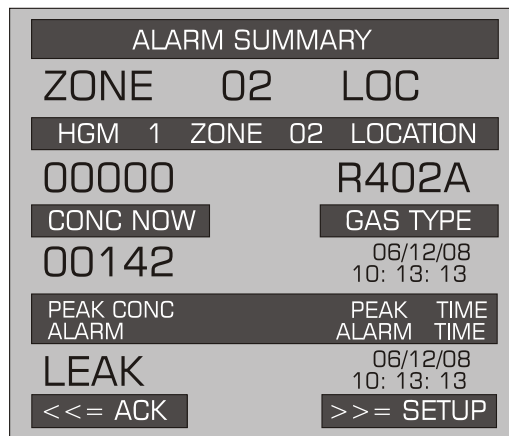 ALARM SUMMARY
ZONE 02 LOC
HGM 1 ZONE 02 LOCATION
00000 R402A
CONC NOW GAS TYPE
00142 06/12/08
10: 13: 13
PEAK CONC PEAK TIME
ALARM ALARM TIME
LEAK 06/12/08
10: 13: 13
<<= ACK >>= SETUP